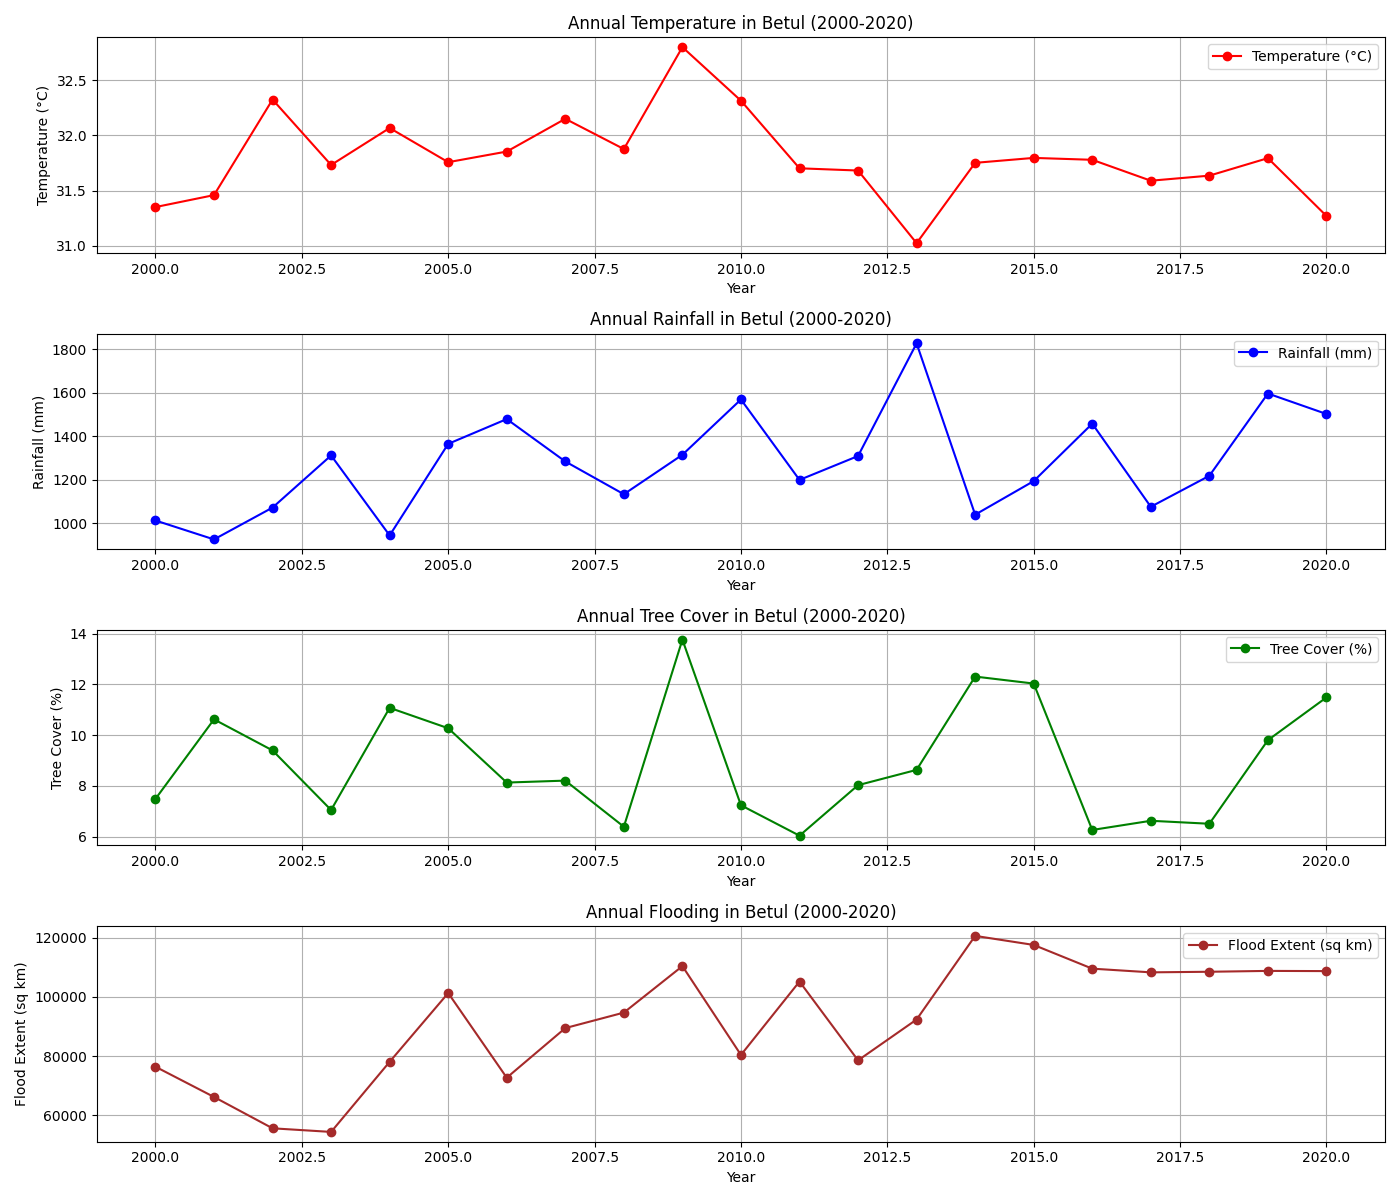 Annual Temperature in Betul (2000-2020)
Temperature (°C)
Temperature (°C)
32.5
32.0
31.5
31.0
2000.0 2002.5 2005.0 2007.5 2010.0 2012.5 2015.0 2017.5 2020.0
Year
Annual Rainfall in Betul (2000-2020)
Rainfall (mm)
Rainfall (mm)
1800
1600
1400
1200
1000
2000.0 2002.5 2005.0 2007.5 2010.0 2012.5 2015.0 2017.5 2020.0
Year
Annual Tree Cover in Betul (2000-2020)
Tree Cover (%)
Tree Cover (%)
14
12
10
8
6
2000.0 2002.5 2005.0 2007.5 2010.0 2012.5 2015.0 2017.5 2020.0
Year
Annual Flooding in Betul (2000-2020)
Flood Extent (sq km)
Flood Extent (sq km)
120000
100000
80000
60000
2000.0 2002.5 2005.0 2007.5 2010.0 2012.5 2015.0 2017.5 2020.0
Year